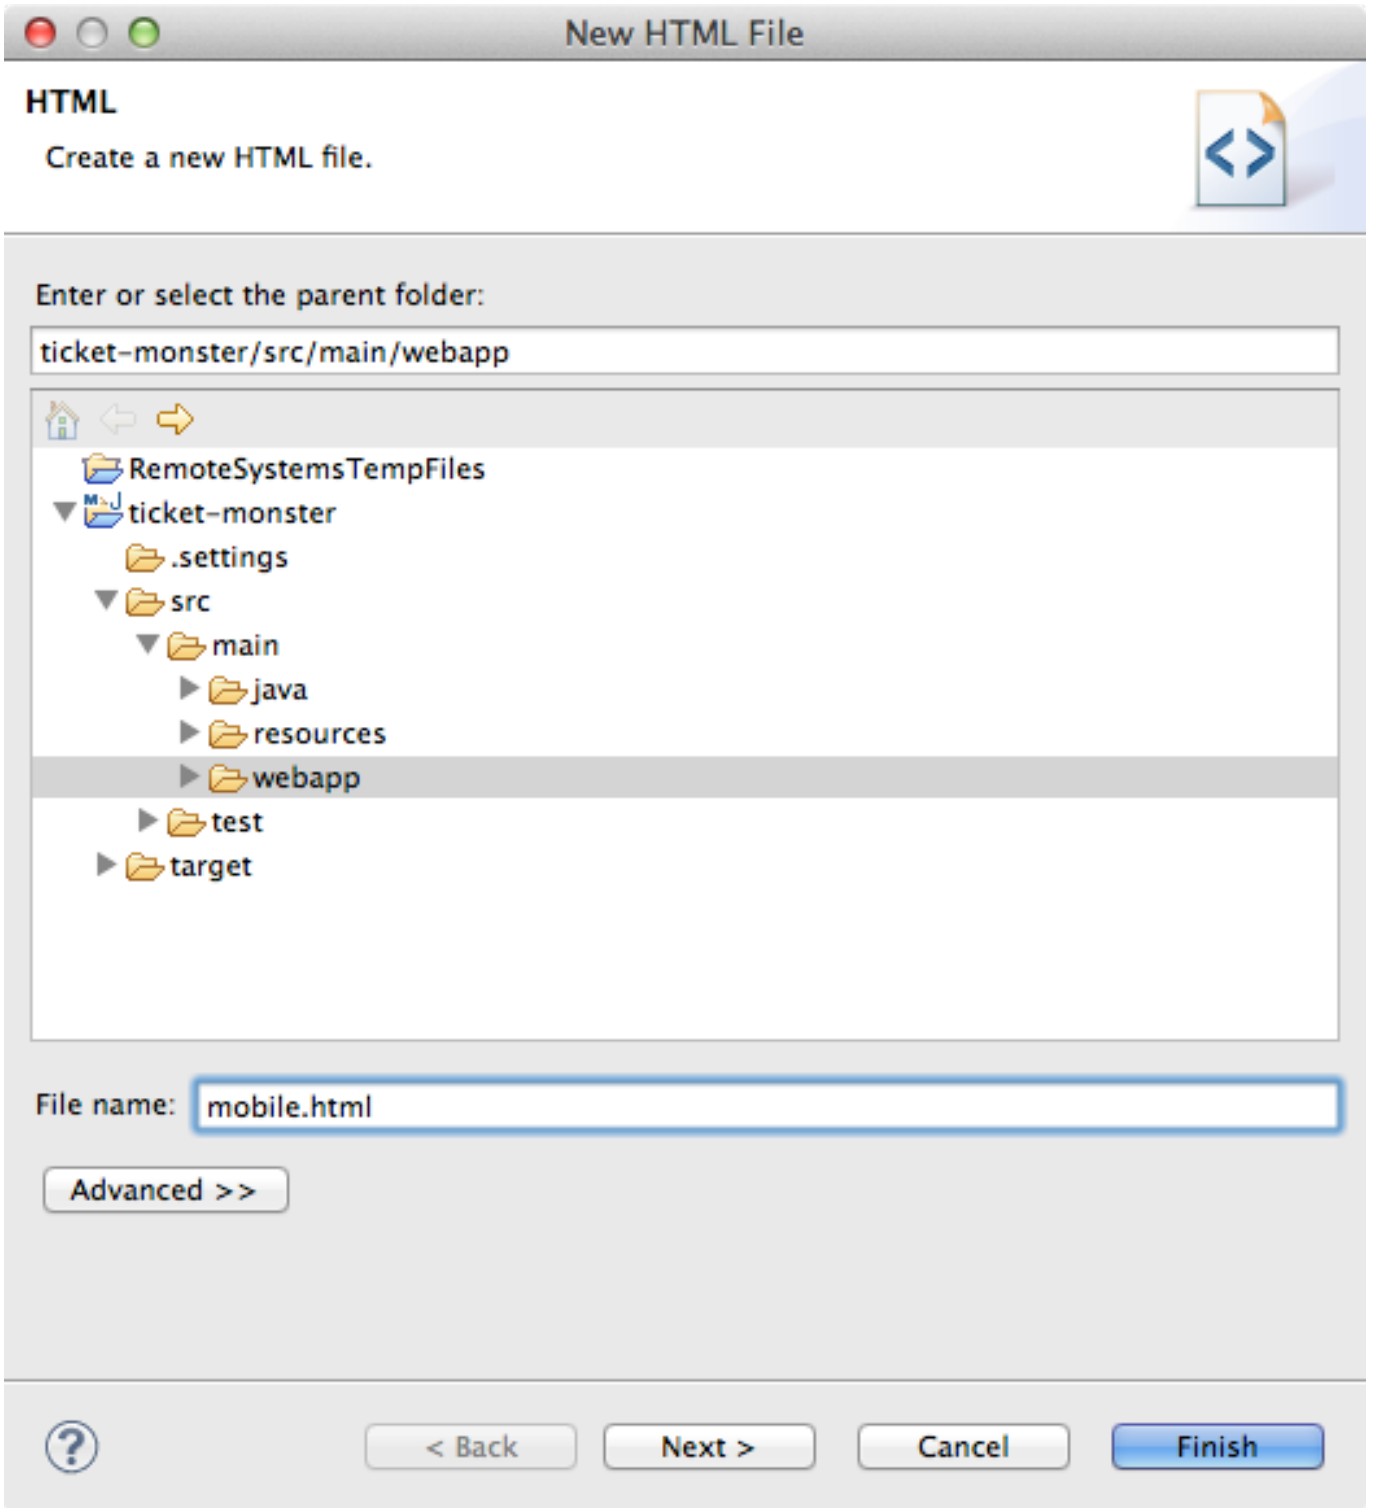 New HTML File
HTML
Create a new HTML file.
Enter or select the parent folder:
ticket-monster/src/main/webapp
RemoteSystemsTempFiles
ticket-monster
.settings
src
main
java
resources
webapp
test
target
File name: mobile.html
Advanced >>
? < Back Next > Cancel Finish